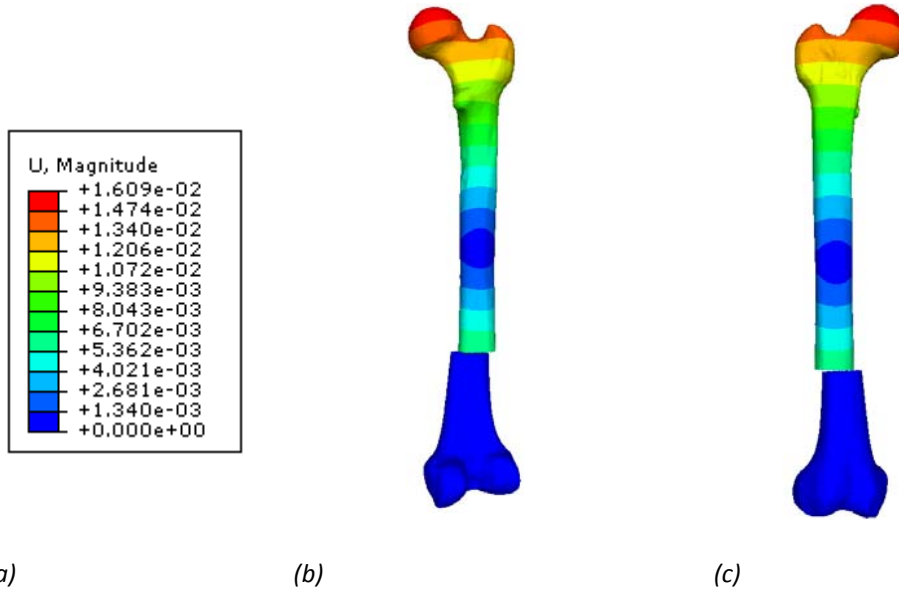 U, Magnitude
+1.609e-02
+1.474e-02
+1.340e-02
+1.206e-02
+1.072e-02
+9.383e-03
+8.043e-03
+6.702e-03
+5.362e-03
+4.021e-03
+2.681e-03
+1.340e-03
+0.000e+00
a) (b) (c)